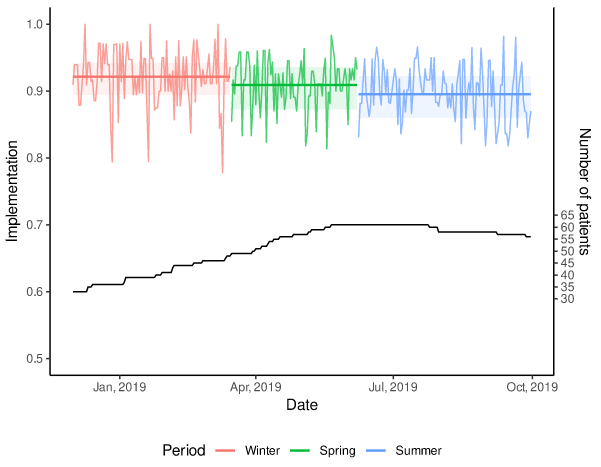 1.0
0.9
0.8
0.7
0.6
0.5
Implementation
65
60
55
50
45
40
35
30
Number of patients
Jan, 2019
Apr, 2019
Jul, 2019
Oct, 2019
Date
Period
Winter
Spring
Summer